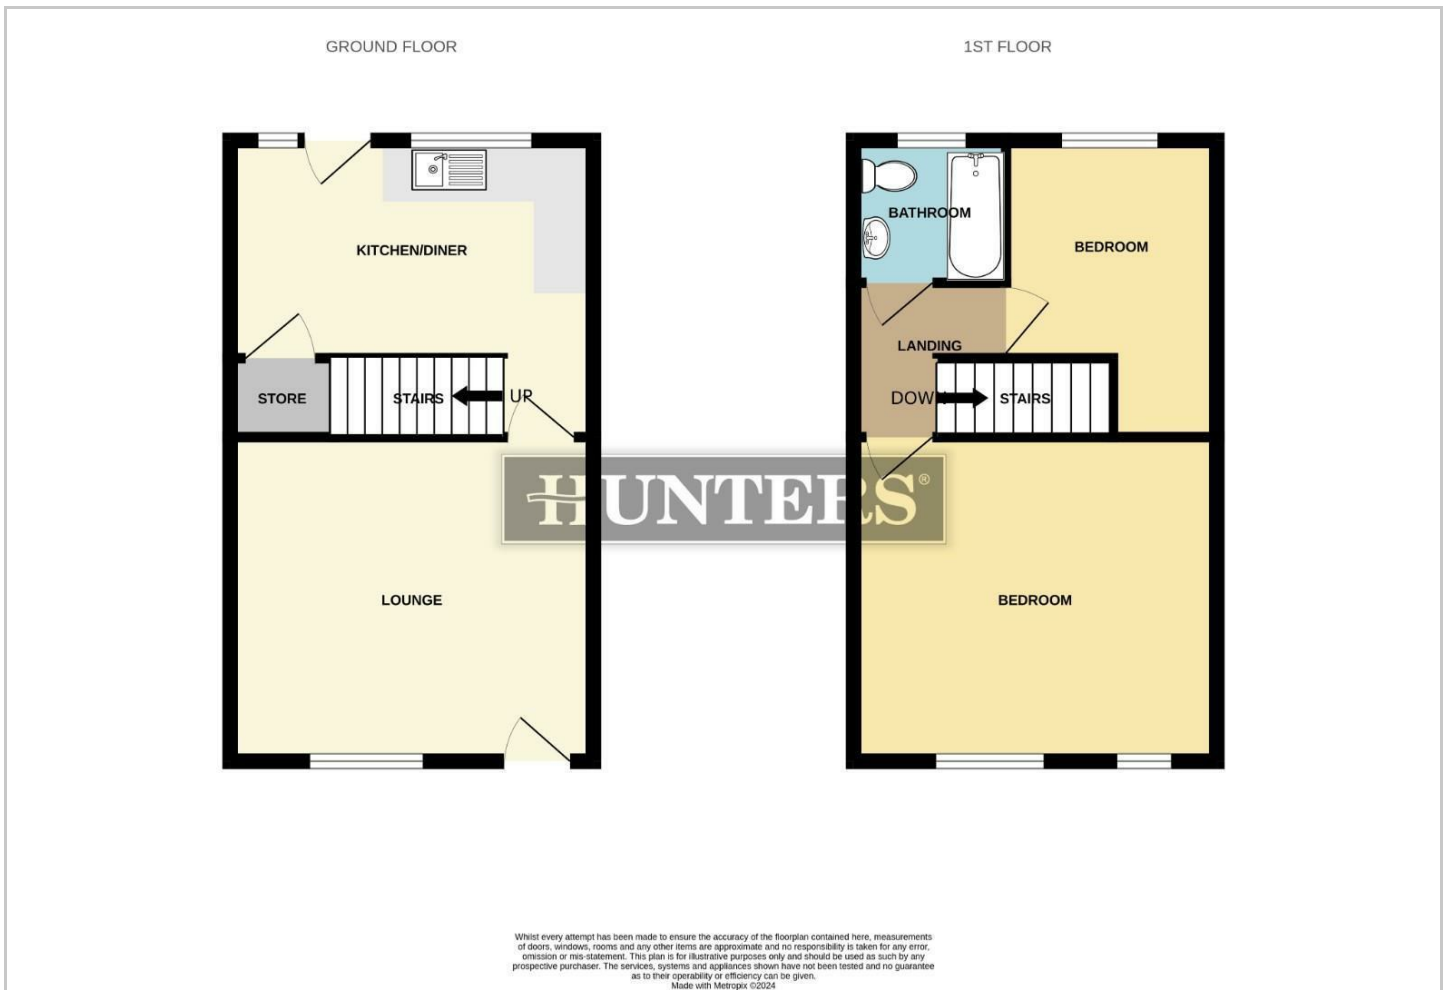 GROUND FLOOR
1ST FLOOR
KITCHEN/DINER
STORE
STAIRS
UP
LOUNGE
BATHROOM
BEDROOM
LANDING
DOWN
STAIRS
BEDROOM
HUNTERS®
Whilst every attempt has been made to ensure the accuracy of the floorplan contained here, measurements
of doors, windows, rooms and any other items are approximate and no responsibility is taken for any error,
omission or mis-statement. This plan is for illustrative purposes only and should be used as such by any
prospective purchaser. The services, systems and appliances shown have not been tested and no guarantee
as to their operability or efficiency can be given.
Made with Metropix ©2024